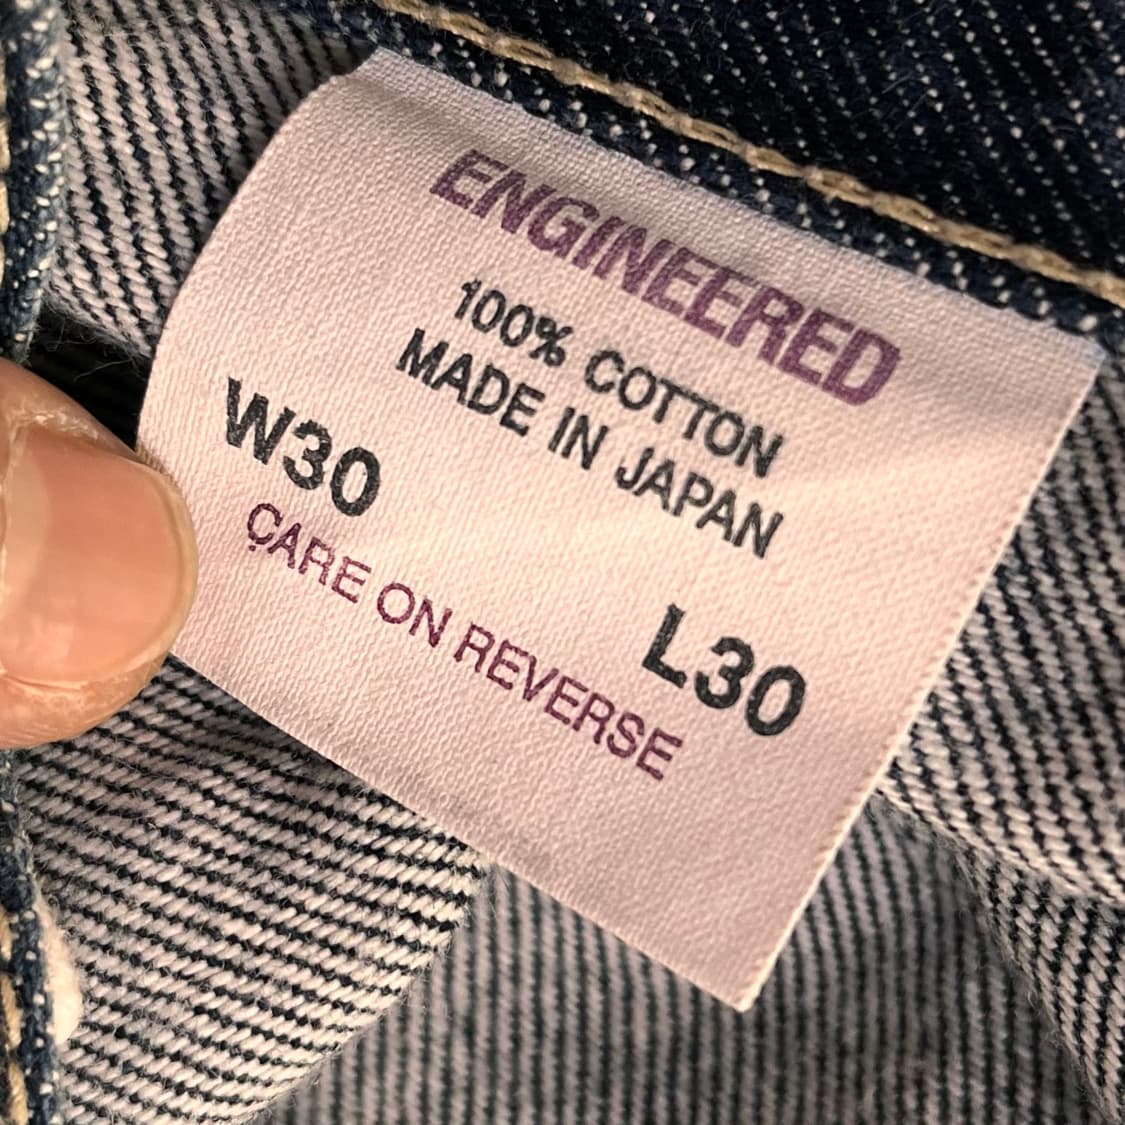 ENGINEERED
100% COTTON
MADE IN JAPAN
W30 L30
CARE ON REVERSE